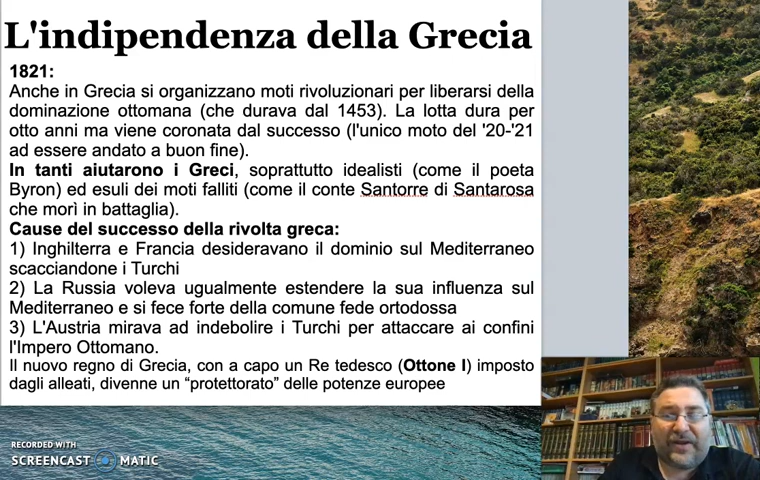 L'indipendenza della Grecia
1821:
Anche in Grecia si organizzano moti rivoluzionari per liberarsi della
dominazione ottomana (che durava dal 1453). La lotta dura per
otto anni ma viene coronata dal successo (l'unico moto del '20-'21
ad essere andato a buon fine).
In tanti aiutarono i Greci, soprattutto idealisti (come il poeta
Byron) ed esuli dei moti falliti (come il conte Santorre di Santarosa
che morì in battaglia).
Cause del successo della rivolta greca:
1) Inghilterra e Francia desideravano il dominio sul Mediterraneo
scacciandone i Turchi
2) La Russia voleva ugualmente estendere la sua influenza sul
Mediterraneo e si fece forte della comune fede ortodossa
3) L'Austria mirava ad indebolire i Turchi per attaccare ai confini
l'Impero Ottomano.
Il nuovo regno di Grecia, con a capo un Re tedesco (Ottone I) imposto
dagli alleati, divenne un “protettorato” delle potenze europee
RECORDED WITH
SCREENCAST MATIC